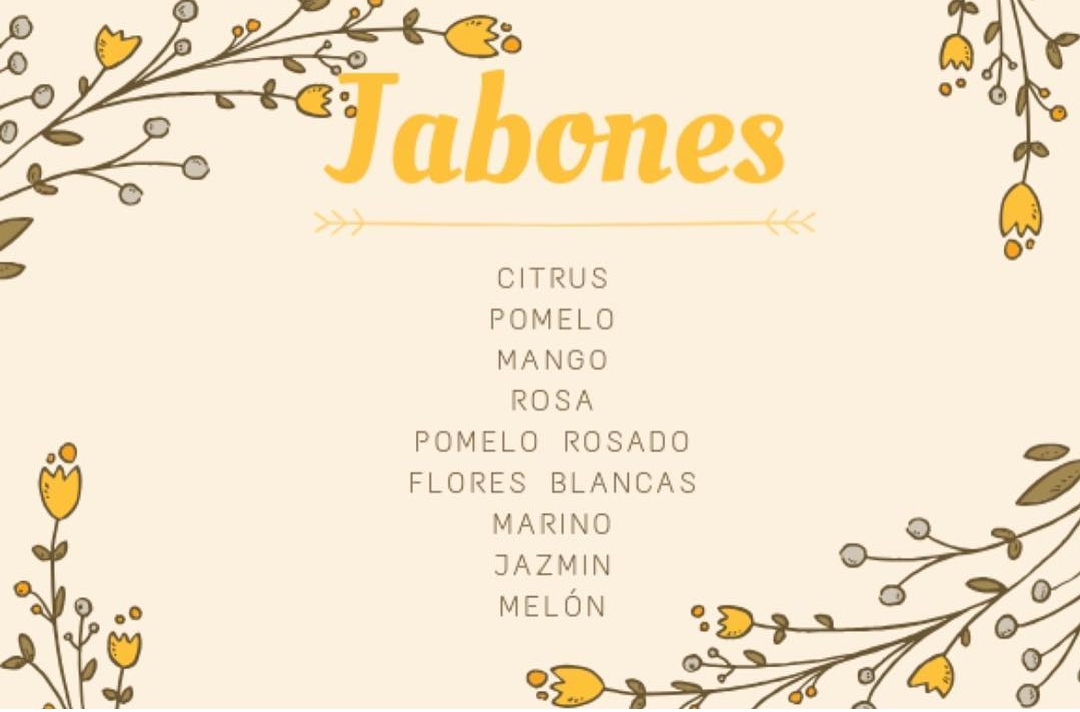 Jabones
CITRUS
POMELO
MANGO
ROSA
POMELO ROSADO
FLORES BLANCAS
MARINO
JAZMIN
MELÓN